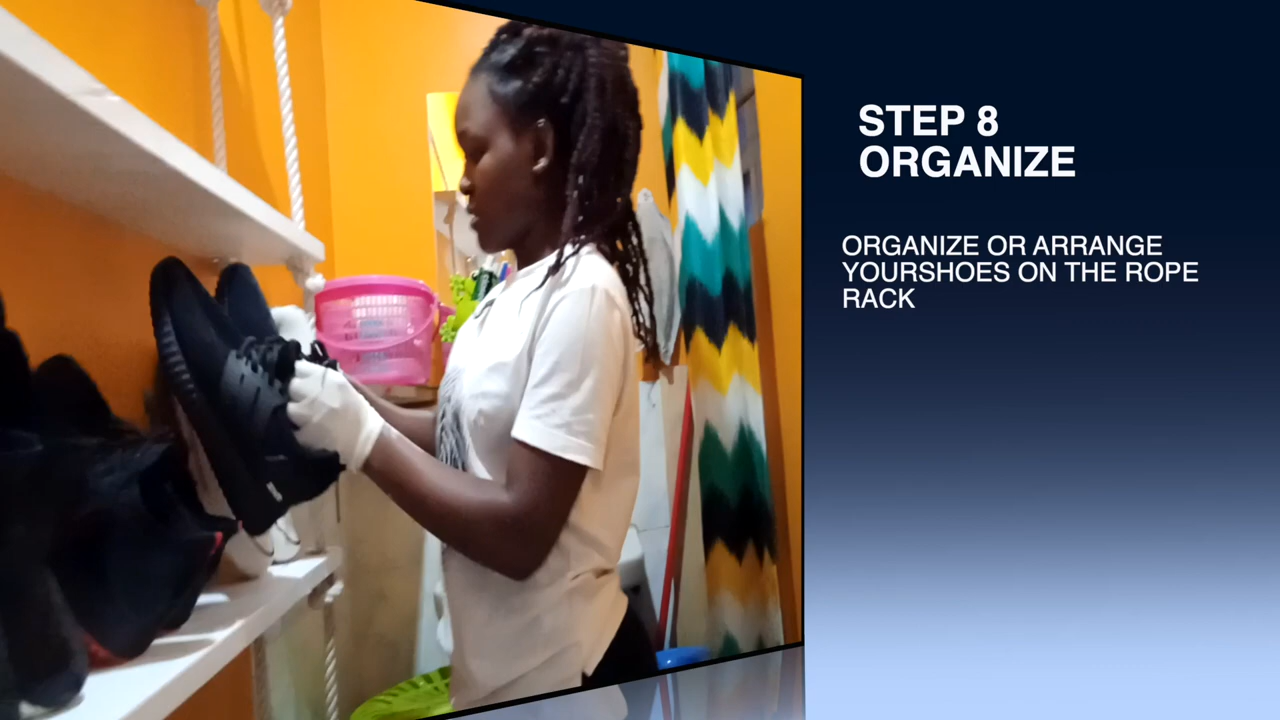 STEP 8
ORGANIZE
ORGANIZE OR ARRANGE
YOURSHOES ON THE ROPE
RACK